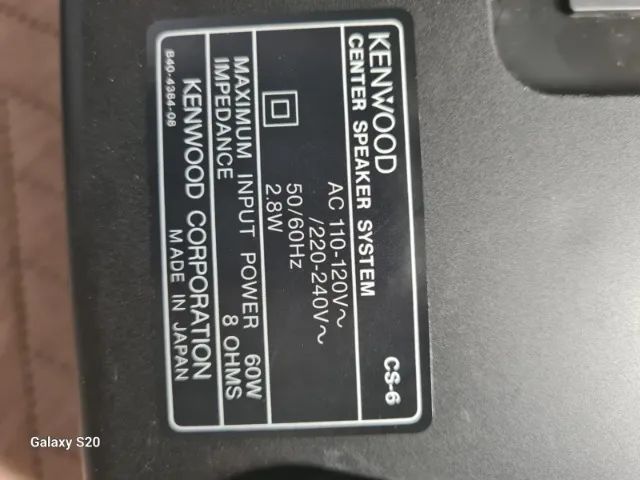 KENWOOD
CENTER SPEAKER SYSTEM CS-6
AC 110-120V~
/220-240V~
50/60Hz
2.8W
MAXIMUM INPUT POWER 60W
IMPEDANCE 8 OHMS
KENWOOD CORPORATION
B40-4384-08 MADE IN JAPAN
Galaxy S20